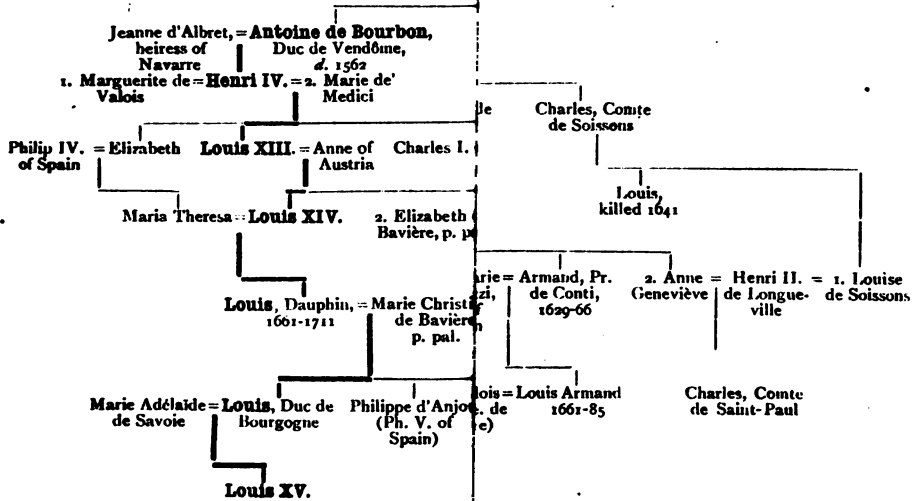 Jeanne d'Albret, = Antoine de Bourbon,
heiress of Duc de Vendôme,
Navarre d. 1562
1. Marguerite de = Henri IV. = 2. Marie de'
Valois Medici
Charles, Comte
de Soissons
Philip IV. = Elizabeth Louis XIII. = Anne of Charles I.
of Spain Austria
Louis,
killed 1641
Maria Theresa = Louis XIV. 2. Elizabeth
Bavière, p. p
Armand, Pr. 2. Anne = Henri II. = 1. Louise
de Conti, Geneviève de Longue- de Soissons
1629-66 ville
Louis, Dauphin, = Marie Christi
1661-1711 de Bavière
p. pal.
Marie Adélaïde = Louis, Duc de Philippe d'Anjou = Louis Armand Charles, Comte
de Savoie Bourgogne (Ph. V. of 1661-85 de Saint-Paul
Spain)
Louis XV.